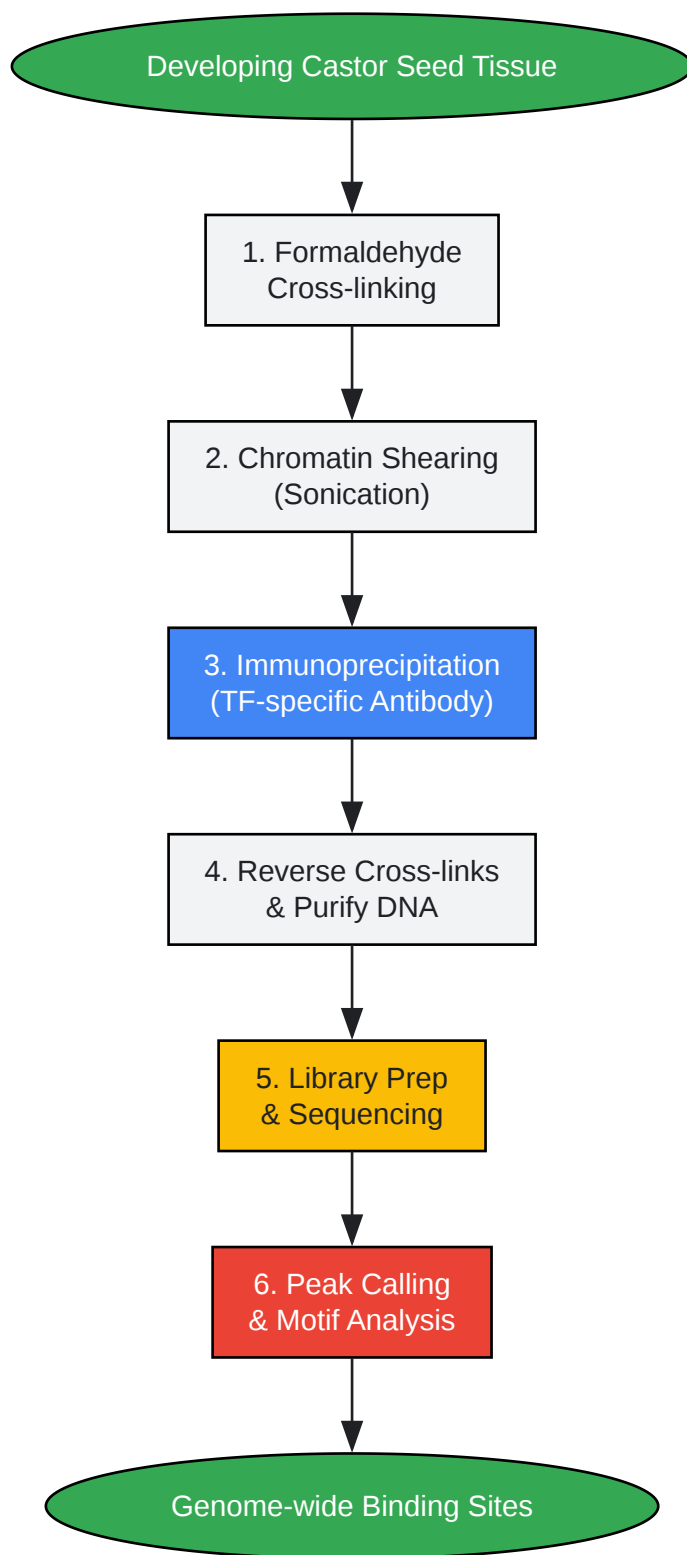 Developing Castor Seed Tissue
1. Formaldehyde
Cross-linking
2. Chromatin Shearing
(Sonication)
3. Immunoprecipitation
(TF-specific Antibody)
4. Reverse Cross-links
& Purify DNA
5. Library Prep
& Sequencing
6. Peak Calling
& Motif Analysis
Genome-wide Binding Sites